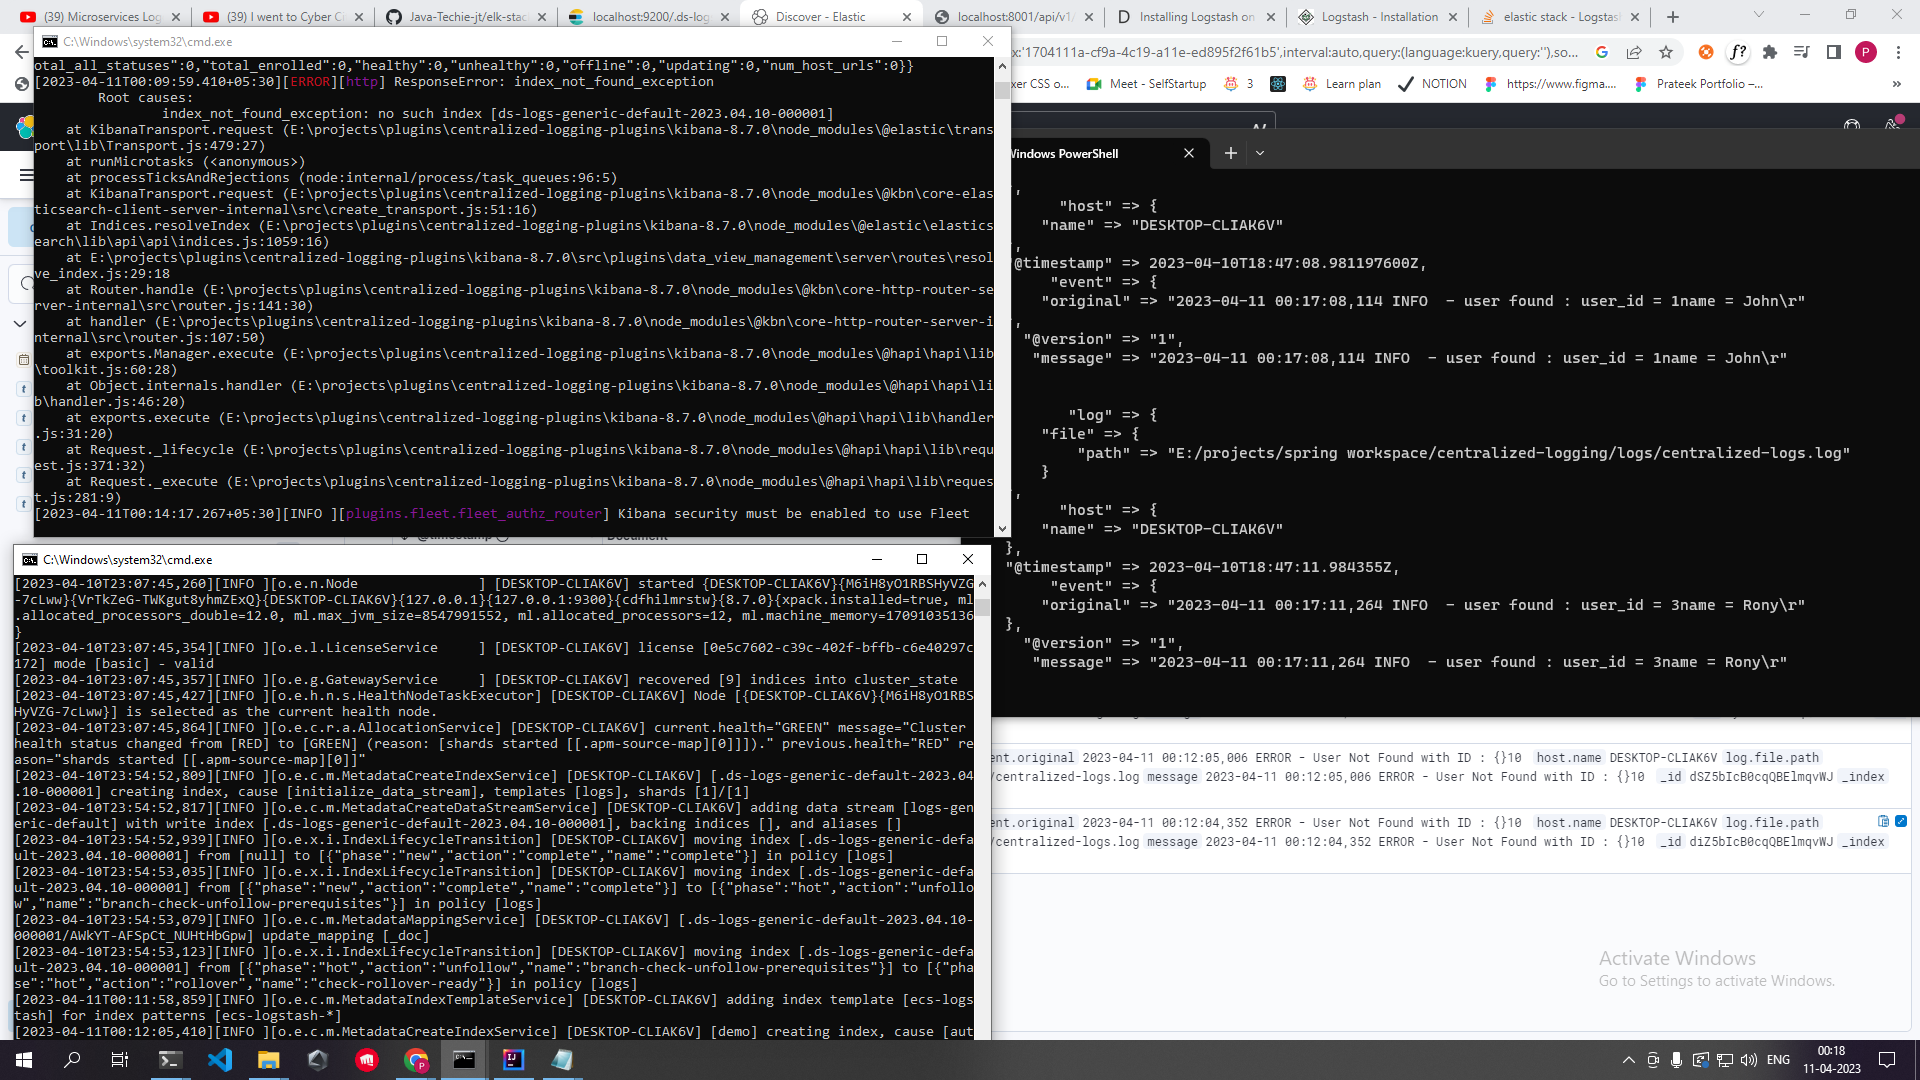 (39) Microservices Log
(39) I went to Cyber Ci
Java-Techie-jt/elk-stac
localhost:9200/.ds-log
Discover - Elastic
localhost:8001/api/v1/
Installing Logstash on
Logstash - Installation
elastic stack - Logstas
x:'1704111a-cf9a-4c19-a11e-ed895f2f61b5',interval:auto,query:(language:kuery,query:''),so...
xer CSS o...
Meet - SelfStartup
3
Learn plan
NOTION
https://www.figma....
Prateek Portfolio –...
C:\Windows\system32\cmd.exe
otal_all_statuses":0,"total_enrolled":0,"healthy":0,"unhealthy":0,"offline":0,"updating":0,"num_host_urls":0}}
[2023-04-11T00:09:59.410+05:30][ERROR][http] ResponseError: index_not_found_exception
Root causes:
index_not_found_exception: no such index [ds-logs-generic-default-2023.04.10-000001]
at KibanaTransport.request (E:\projects\plugins\centralized-logging-plugins\kibana-8.7.0\node_modules\@elastic\trans
port\lib\Transport.js:479:27)
at runMicrotasks (<anonymous>)
at processTicksAndRejections (node:internal/process/task_queues:96:5)
at KibanaTransport.request (E:\projects\plugins\centralized-logging-plugins\kibana-8.7.0\node_modules\@kbn\core-elas
ticsearch-client-server-internal\src\create_transport.js:51:16)
at Indices.resolveIndex (E:\projects\plugins\centralized-logging-plugins\kibana-8.7.0\node_modules\@elastic\elastics
earch\lib\api\api\indices.js:1059:16)
at E:\projects\plugins\centralized-logging-plugins\kibana-8.7.0\src\plugins\data_view_management\server\routes\resol
ve_index.js:29:18
at Router.handle (E:\projects\plugins\centralized-logging-plugins\kibana-8.7.0\node_modules\@kbn\core-http-router-se
rver-internal\src\router.js:141:30)
at handler (E:\projects\plugins\centralized-logging-plugins\kibana-8.7.0\node_modules\@kbn\core-http-router-server-i
nternal\src\router.js:107:50)
at exports.Manager.execute (E:\projects\plugins\centralized-logging-plugins\kibana-8.7.0\node_modules\@hapi\hapi\lib
\toolkit.js:60:28)
at Object.internals.handler (E:\projects\plugins\centralized-logging-plugins\kibana-8.7.0\node_modules\@hapi\hapi\li
b\handler.js:46:20)
at exports.execute (E:\projects\plugins\centralized-logging-plugins\kibana-8.7.0\node_modules\@hapi\hapi\lib\handler
.js:31:20)
at Request._lifecycle (E:\projects\plugins\centralized-logging-plugins\kibana-8.7.0\node_modules\@hapi\hapi\lib\requ
est.js:371:32)
at Request._execute (E:\projects\plugins\centralized-logging-plugins\kibana-8.7.0\node_modules\@hapi\hapi\lib\reques
t.js:281:9)
[2023-04-11T00:14:17.267+05:30][INFO ][plugins.fleet.fleet_authz_router] Kibana security must be enabled to use Fleet
C:\Windows\system32\cmd.exe
[2023-04-10T23:07:45,260][INFO ][o.e.n.Node ] [DESKTOP-CLIAK6V] started {DESKTOP-CLIAK6V}{M6iH8yO1RBSHyVZG
-7cLww}{VrTkZeG-TWKgut8yhmZExQ}{DESKTOP-CLIAK6V}{127.0.0.1}{127.0.0.1:9300}{cdfhilmrstw}{8.7.0}{xpack.installed=true, ml
.allocated_processors_double=12.0, ml.max_jvm_size=8547991552, ml.allocated_processors=12, ml.machine_memory=17091035136
}
[2023-04-10T23:07:45,354][INFO ][o.e.l.LicenseService ] [DESKTOP-CLIAK6V] license [0e5c7602-c39c-402f-bffb-c6e40297c
172] mode [basic] - valid
[2023-04-10T23:07:45,357][INFO ][o.e.g.GatewayService ] [DESKTOP-CLIAK6V] recovered [9] indices into cluster_state
[2023-04-10T23:07:45,427][INFO ][o.e.h.n.s.HealthNodeTaskExecutor] [DESKTOP-CLIAK6V] Node [{DESKTOP-CLIAK6V}{M6iH8yO1RBS
HyVZG-7cLww}] is selected as the current health node.
[2023-04-10T23:07:45,864][INFO ][o.e.c.r.a.AllocationService] [DESKTOP-CLIAK6V] current.health="GREEN" message="Cluster
health status changed from [RED] to [GREEN] (reason: [shards started [[.apm-source-map][0]]])." previous.health="RED" re
ason="shards started [[.apm-source-map][0]]"
[2023-04-10T23:54:52,809][INFO ][o.e.c.m.MetadataCreateIndexService] [DESKTOP-CLIAK6V] [.ds-logs-generic-default-2023.04
.10-000001] creating index, cause [initialize_data_stream], templates [logs], shards [1]/[1]
[2023-04-10T23:54:52,817][INFO ][o.e.c.m.MetadataCreateDataStreamService] [DESKTOP-CLIAK6V] adding data stream [logs-gen
eric-default] with write index [.ds-logs-generic-default-2023.04.10-000001], backing indices [], and aliases []
[2023-04-10T23:54:52,939][INFO ][o.e.x.i.IndexLifecycleTransition] [DESKTOP-CLIAK6V] moving index [.ds-logs-generic-defa
ult-2023.04.10-000001] from [null] to [{"phase":"new","action":"complete","name":"complete"}] in policy [logs]
[2023-04-10T23:54:53,035][INFO ][o.e.x.i.IndexLifecycleTransition] [DESKTOP-CLIAK6V] moving index [.ds-logs-generic-defa
ult-2023.04.10-000001] from [{"phase":"new","action":"complete","name":"complete"}] to [{"phase":"hot","action":"unfollo
w","name":"branch-check-unfollow-prerequisites"}] in policy [logs]
[2023-04-10T23:54:53,079][INFO ][o.e.c.m.MetadataMappingService] [DESKTOP-CLIAK6V] [.ds-logs-generic-default-2023.04.10-
000001/AWkYT-AFSpCt_NUHtHbGpw] update_mapping [_doc]
[2023-04-10T23:54:53,123][INFO ][o.e.x.i.IndexLifecycleTransition] [DESKTOP-CLIAK6V] moving index [.ds-logs-generic-defa
ult-2023.04.10-000001] from [{"phase":"hot","action":"unfollow","name":"branch-check-unfollow-prerequisites"}] to [{"pha
se":"hot","action":"rollover","name":"check-rollover-ready"}] in policy [logs]
[2023-04-11T00:11:58,859][INFO ][o.e.c.m.MetadataIndexTemplateService] [DESKTOP-CLIAK6V] adding index template [ecs-logs
tash] for index patterns [ecs-logstash-*]
[2023-04-11T00:12:05,410][INFO ][o.e.c.m.MetadataCreateIndexService] [DESKTOP-CLIAK6V] [demo] creating index, cause [aut
Windows PowerShell
,
"host" => {
"name" => "DESKTOP-CLIAK6V"
,
"@timestamp" => 2023-04-10T18:47:08.981197600Z,
"event" => {
"original" => "2023-04-11 00:17:08,114 INFO - user found : user_id = 1name = John\r"
,
"@version" => "1",
"message" => "2023-04-11 00:17:08,114 INFO - user found : user_id = 1name = John\r"
"log" => {
"file" => {
"path" => "E:/projects/spring workspace/centralized-logging/logs/centralized-logs.log"
}
,
"host" => {
"name" => "DESKTOP-CLIAK6V"
},
"@timestamp" => 2023-04-10T18:47:11.984355Z,
"event" => {
"original" => "2023-04-11 00:17:11,264 INFO - user found : user_id = 3name = Rony\r"
},
"@version" => "1",
"message" => "2023-04-11 00:17:11,264 INFO - user found : user_id = 3name = Rony\r"
ent.original 2023-04-11 00:12:05,006 ERROR - User Not Found with ID : {}10 host.name DESKTOP-CLIAK6V log.file.path
/centralized-logs.log message 2023-04-11 00:12:05,006 ERROR - User Not Found with ID : {}10 _id dSZ5bIcB0cqQBElmqvWJ _index
ent.original 2023-04-11 00:12:04,352 ERROR - User Not Found with ID : {}10 host.name DESKTOP-CLIAK6V log.file.path
/centralized-logs.log message 2023-04-11 00:12:04,352 ERROR - User Not Found with ID : {}10 _id diZ5bIcB0cqQBElmqvWJ _index
Activate Windows
Go to Settings to activate Windows.
ENG
00:18
11-04-2023